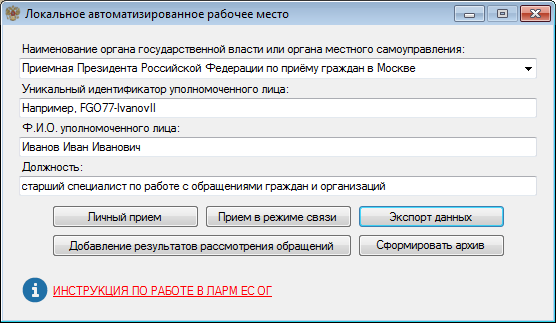 Локальное автоматизированное рабочее место
Наименование органа государственной власти или органа местного самоуправления:
Приемная Президента Российской Федерации по приёму граждан в Москве
Уникальный идентификатор уполномоченного лица:
Например, FGO77-IvanovII
Ф.И.О. уполномоченного лица:
Иванов Иван Иванович
Должность:
старший специалист по работе с обращениями граждан и организаций
Личный прием
Прием в режиме связи
Экспорт данных
Добавление результатов рассмотрения обращений
Сформировать архив
ИНСТРУКЦИЯ ПО РАБОТЕ В ЛАРМ ЕС ОГ